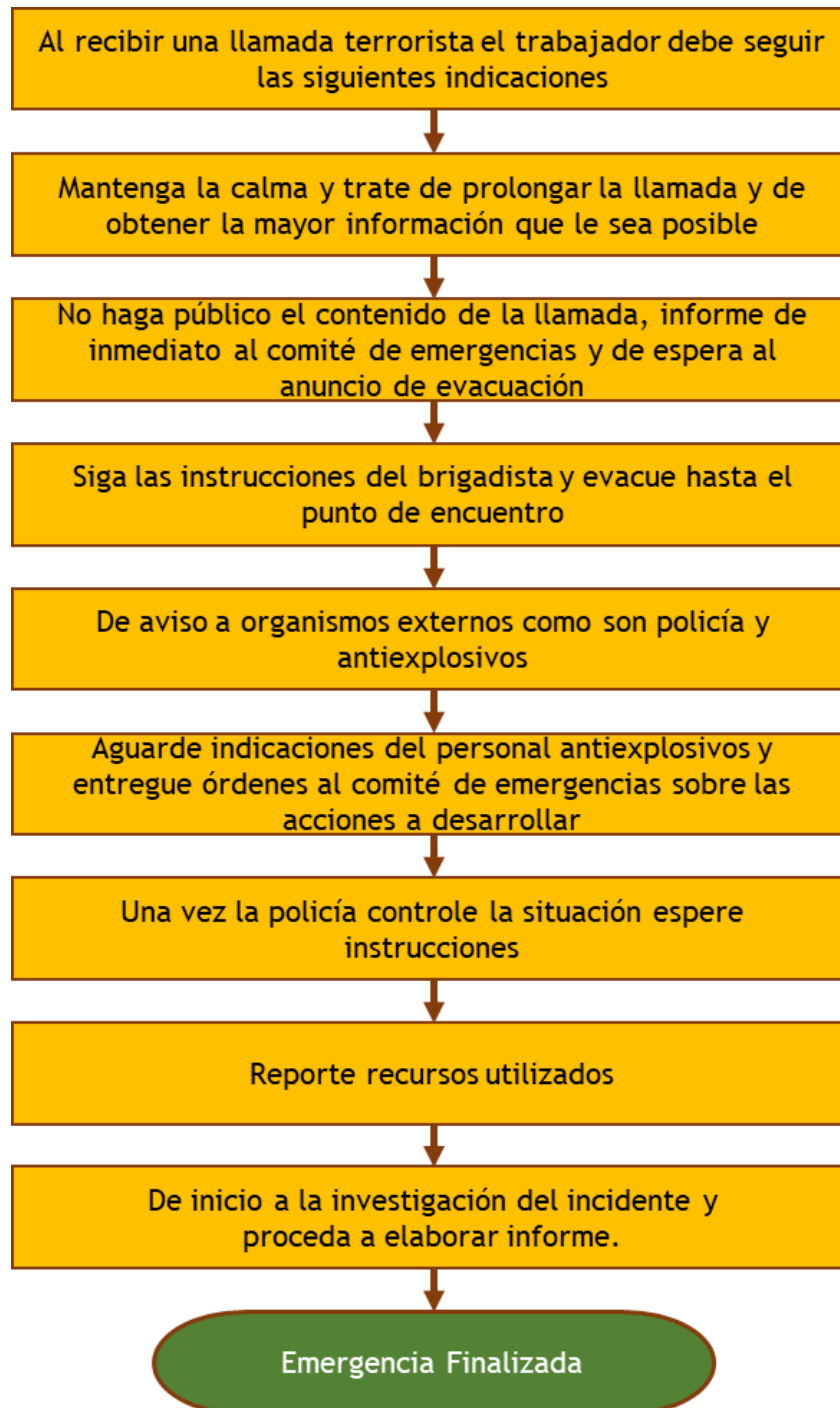 Al recibir una llamada terrorista el trabajador debe seguir
las siguientes indicaciones
Mantenga la calma y trate de prolongar la llamada y de
obtener la mayor información que le sea posible
No haga público el contenido de la llamada, informe de
inmediato al comité de emergencias y de espera al
anuncio de evacuación
Siga las instrucciones del brigadista y evacue hasta el
punto de encuentro
De aviso a organismos externos como son policía y
antiexplosivos
Aguarde indicaciones del personal antiexplosivos y
entregue órdenes al comité de emergencias sobre las
acciones a desarrollar
Una vez la policía controle la situación espere
instrucciones
Reporte recursos utilizados
De inicio a la investigación del incidente y
proceda a elaborar informe.
Emergencia Finalizada